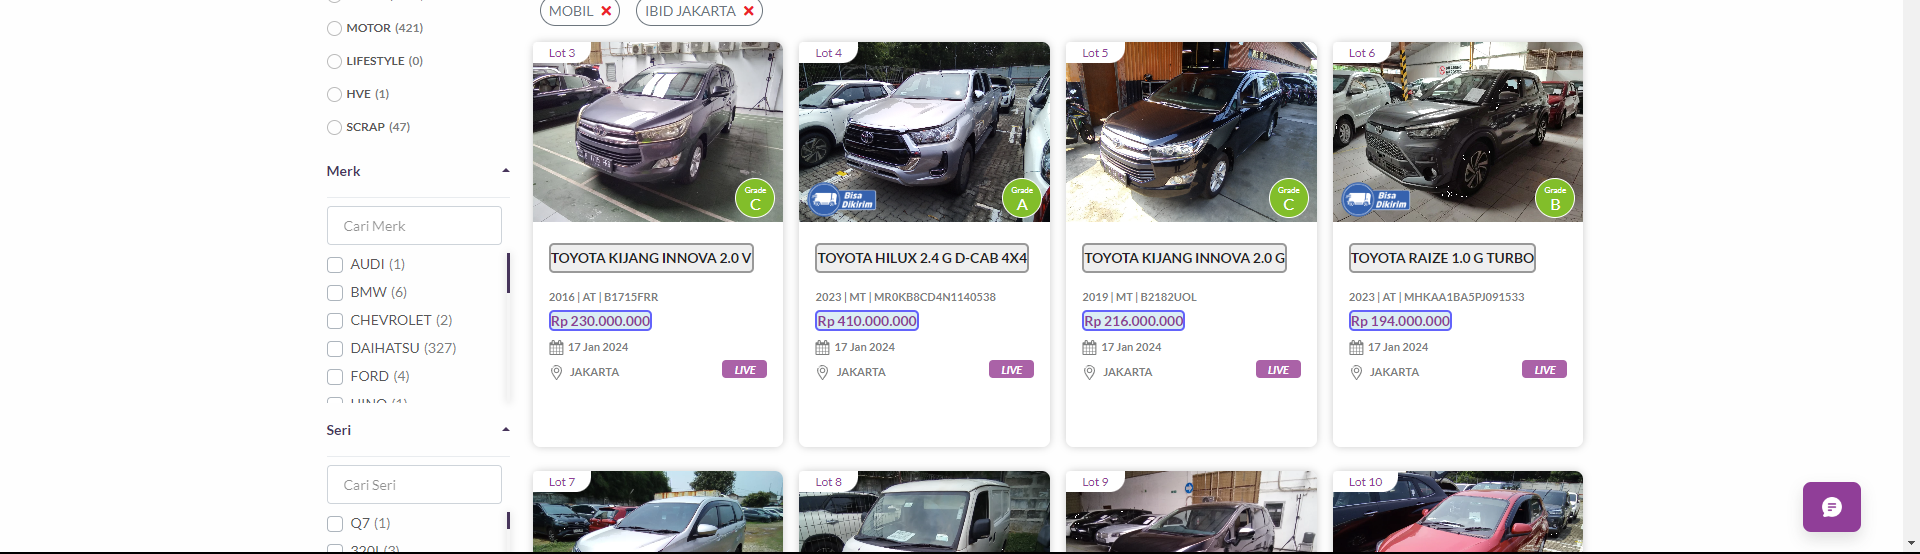 MOBIL ✕ IBID JAKARTA ✕
MOTOR (421)
LIFESTYLE (0)
HVE (1)
SCRAP (47)
Merk
Cari Merk
AUDI (1)
BMW (6)
CHEVROLET (2)
DAIHATSU (327)
FORD (4)
HINO (1)
Seri
Cari Seri
Q7 (1)
320I (3)
Lot 3
Grade
C
TOYOTA KIJANG INNOVA 2.0 V
2016 | AT | B1715FRR
Rp 230.000.000
17 Jan 2024
JAKARTA
LIVE
Lot 4
Bisa
Dikirim
Grade
A
TOYOTA HILUX 2.4 G D-CAB 4X4
2023 | MT | MR0KB8CD4N1140538
Rp 410.000.000
17 Jan 2024
JAKARTA
LIVE
Lot 5
Grade
C
TOYOTA KIJANG INNOVA 2.0 G
2019 | MT | B2182UOL
Rp 216.000.000
17 Jan 2024
JAKARTA
LIVE
Lot 6
Bisa
Dikirim
Grade
B
TOYOTA RAIZE 1.0 G TURBO
2023 | AT | MHKAA1BA5PJ091533
Rp 194.000.000
17 Jan 2024
JAKARTA
LIVE
Lot 7
Lot 8
Lot 9
Lot 10